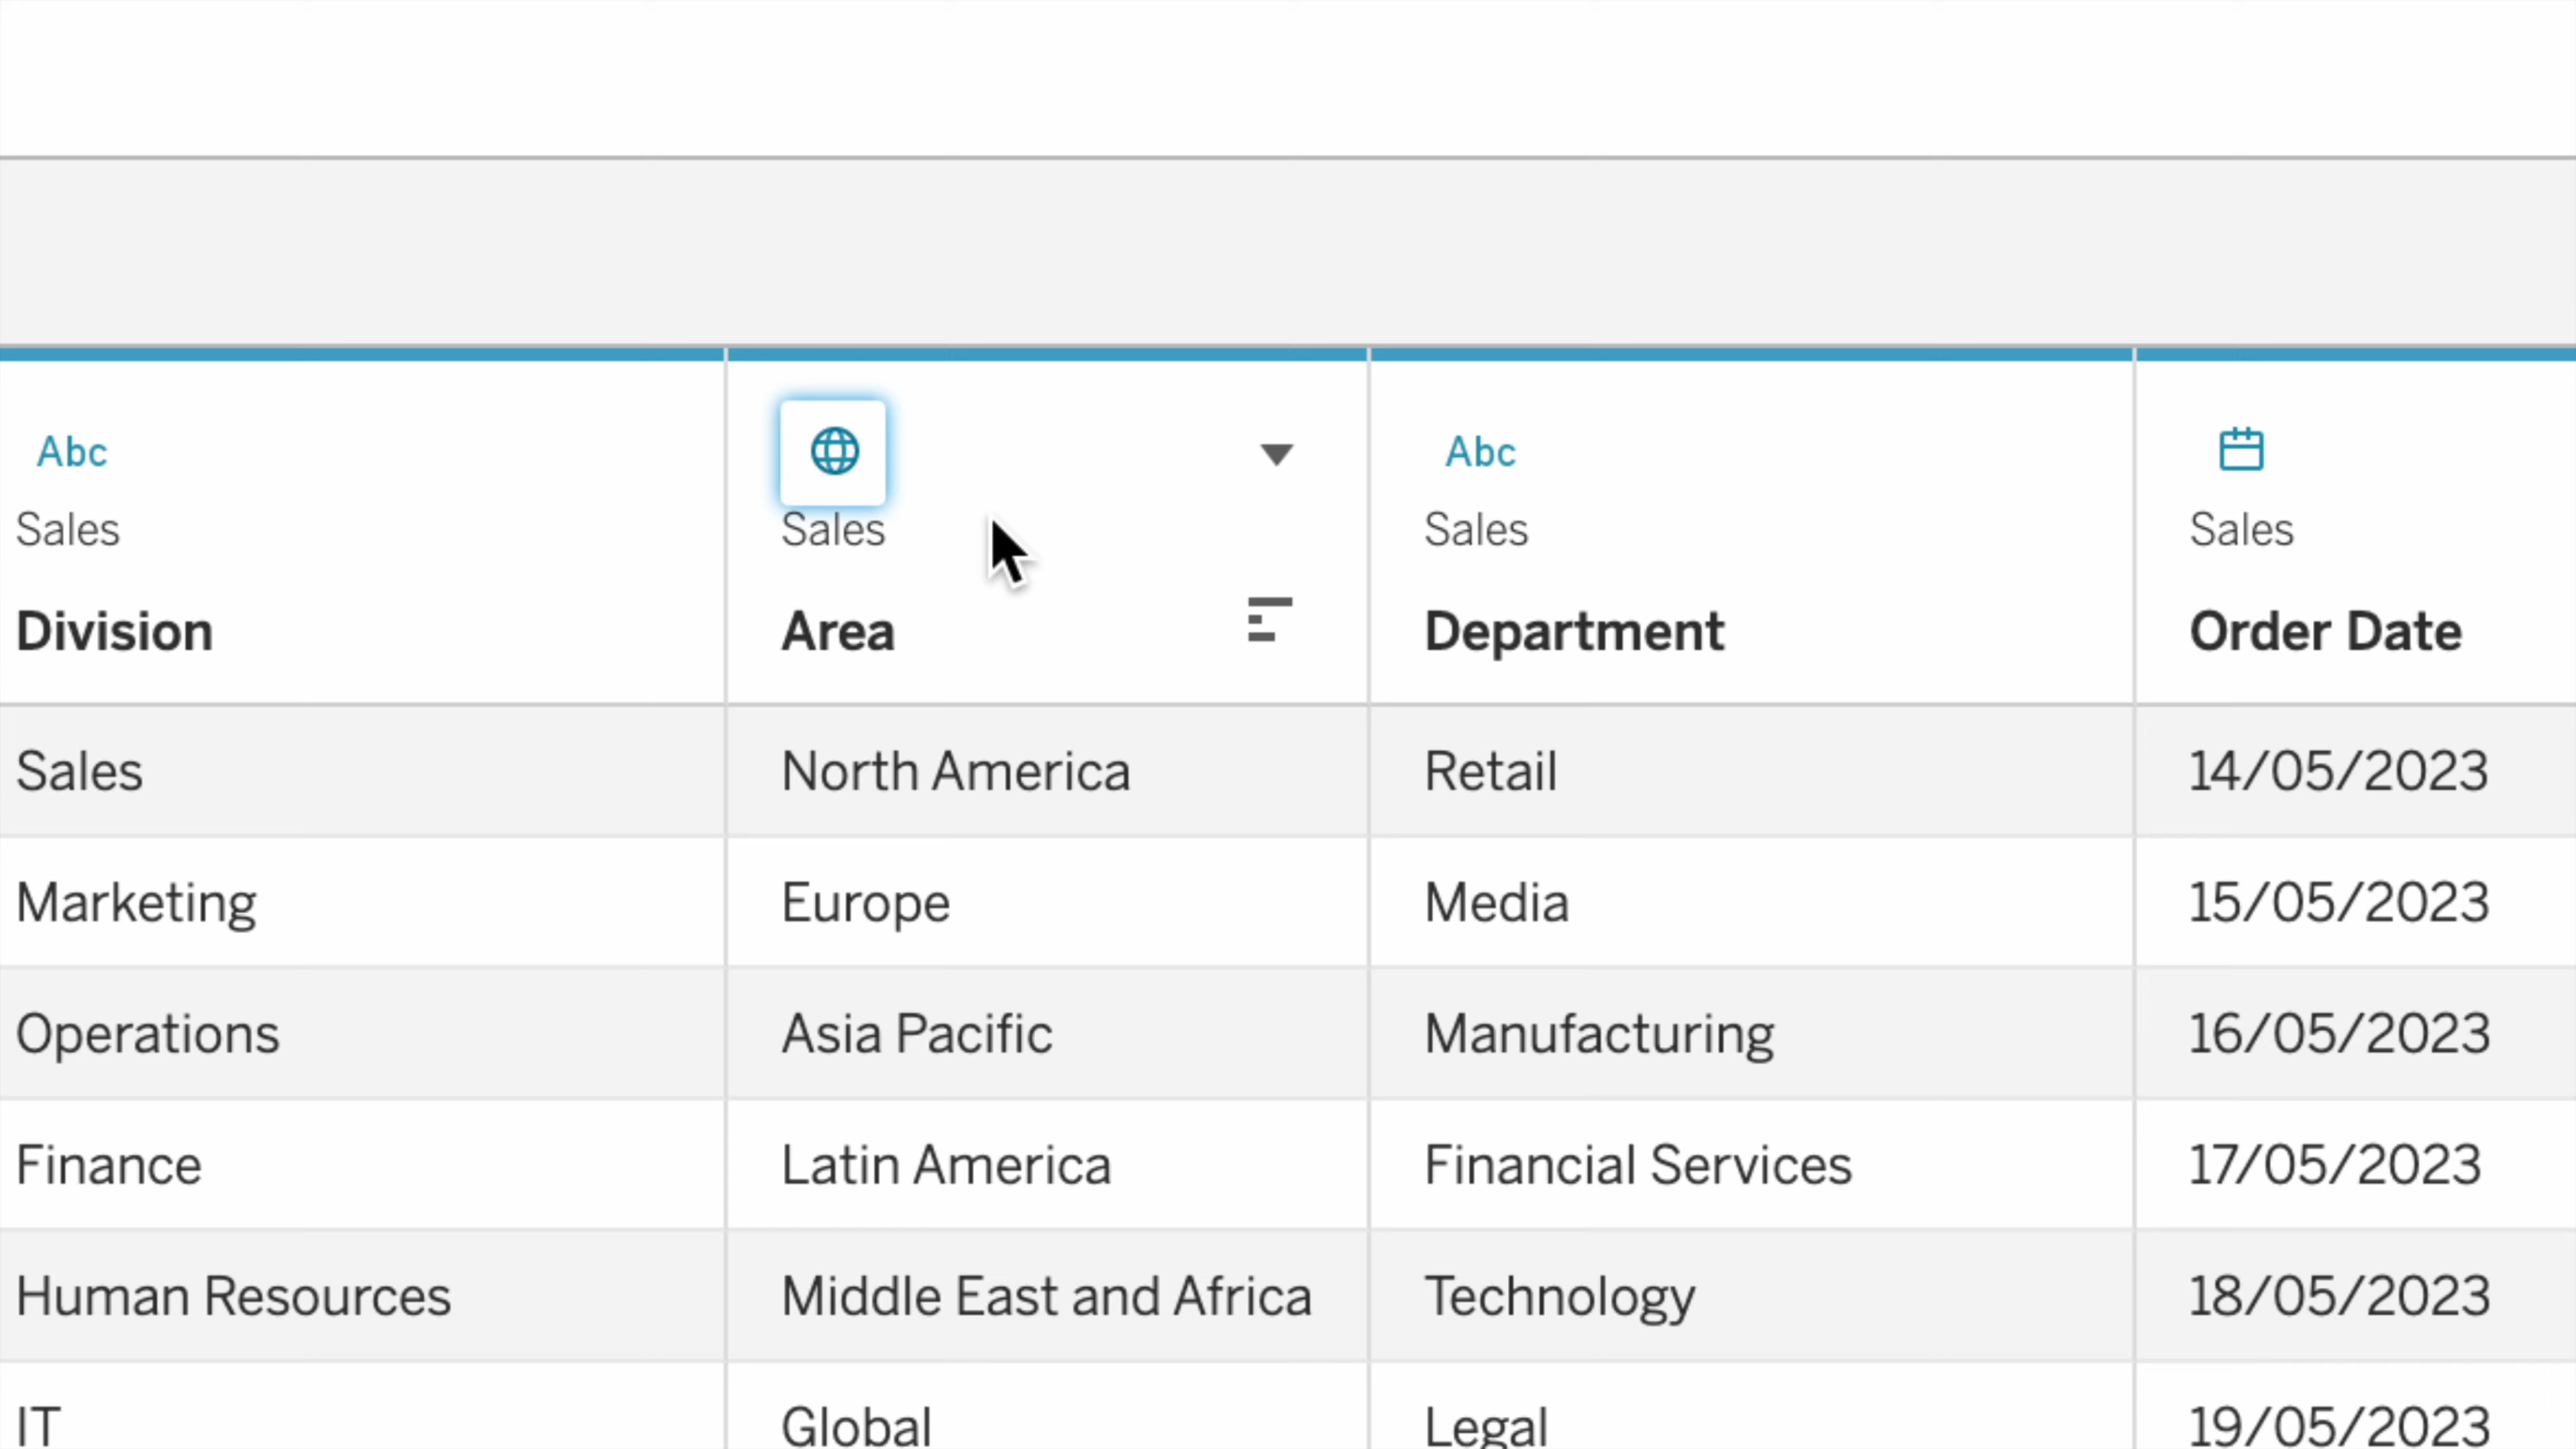 Abc Abc
Sales Sales Sales Sales
Division Area Department Order Date
Sales North America Retail 14/05/2023
Marketing Europe Media 15/05/2023
Operations Asia Pacific Manufacturing 16/05/2023
Finance Latin America Financial Services 17/05/2023
Human Resources Middle East and Africa Technology 18/05/2023
IT Global Legal 19/05/2023